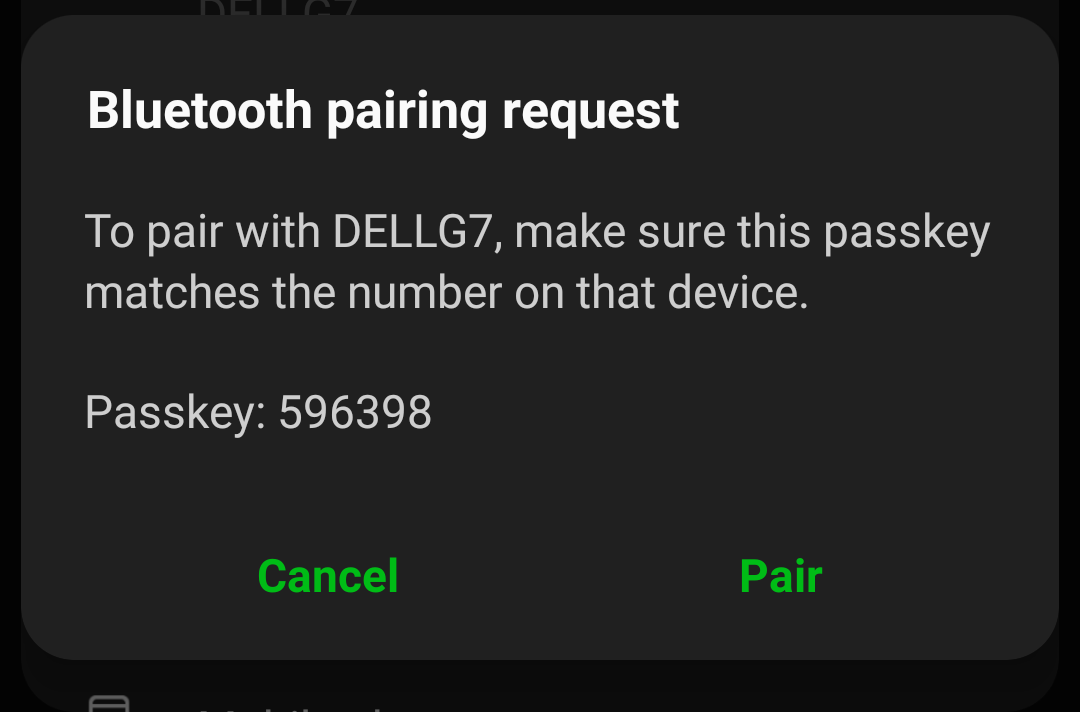 DELLG7
Bluetooth pairing request
To pair with DELLG7, make sure this passkey
matches the number on that device.
Passkey: 596398
Cancel
Pair